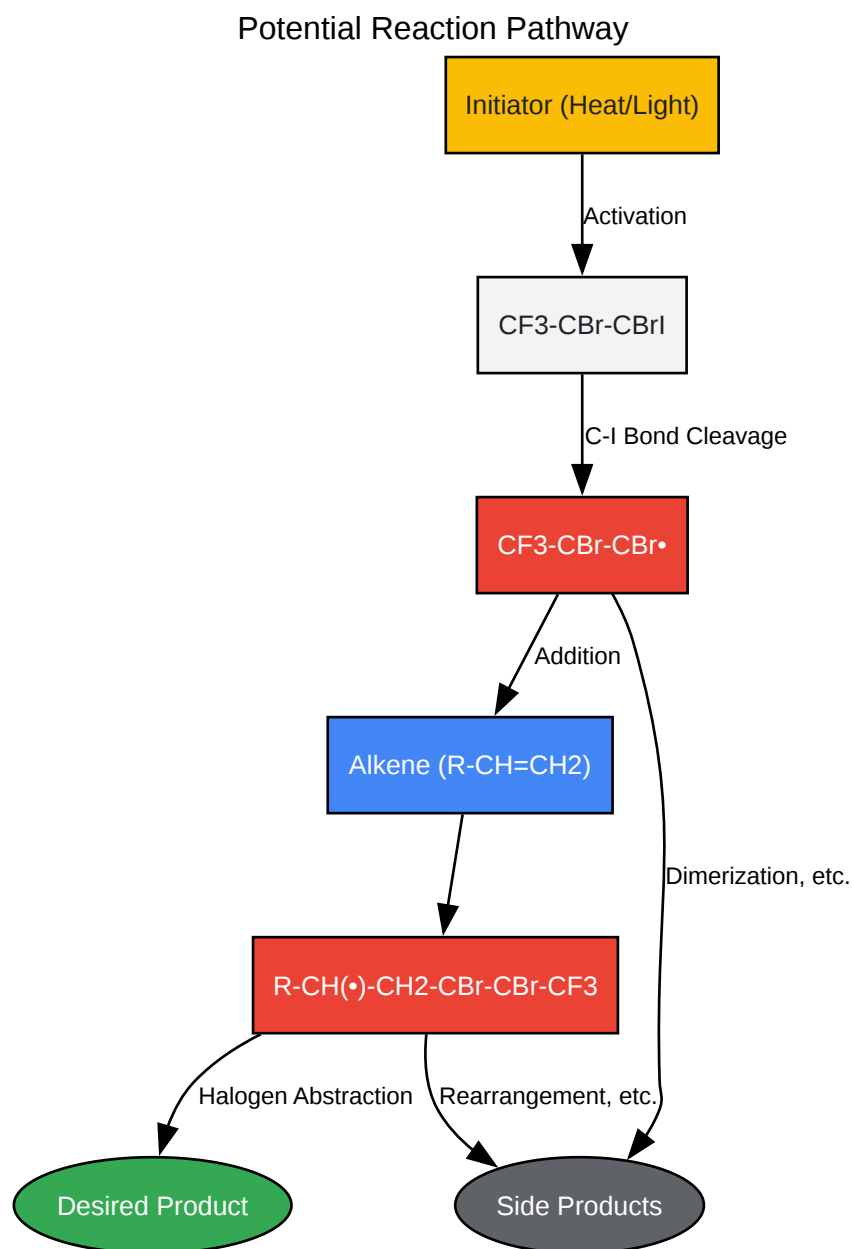 Potential Reaction Pathway
Initiator (Heat/Light)
Activation
CF3-CBr-CBrI
C-I Bond Cleavage
CF3-CBr-CBr•
Addition
Alkene (R-CH=CH2)
Dimerization, etc.
R-CH(•)-CH2-CBr-CBr-CF3
Halogen Abstraction
Rearrangement, etc.
Desired Product
Side Products